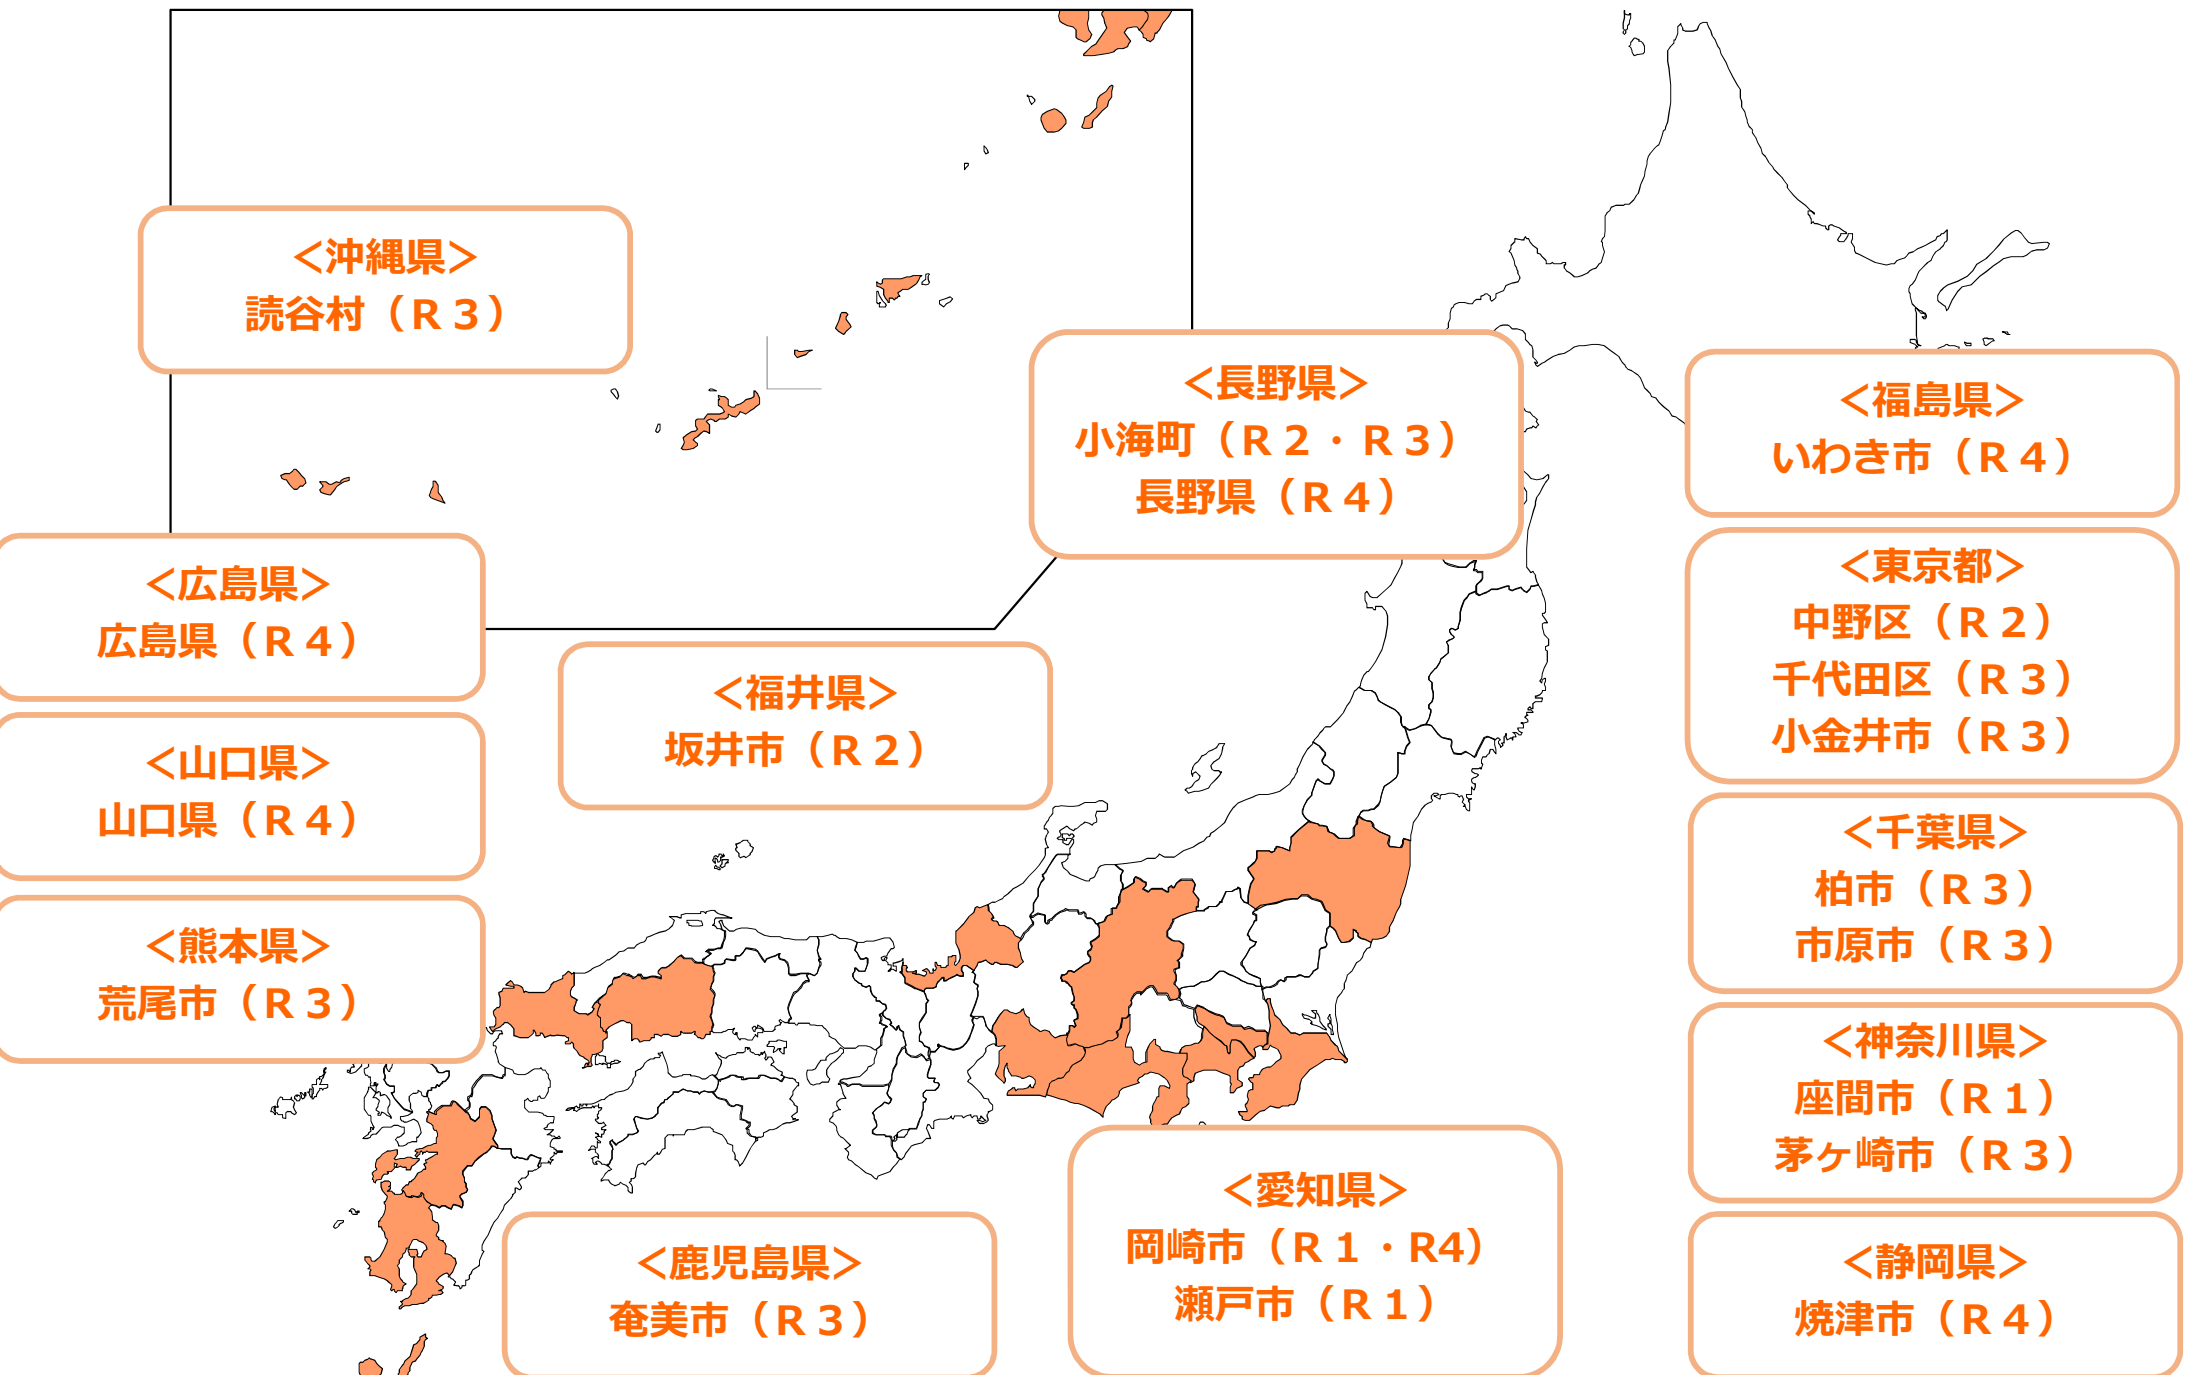 ＜沖縄県＞
読谷村（Ｒ３）
＜長野県＞
小海町（Ｒ２・Ｒ３）
長野県（Ｒ４）
＜福島県＞
いわき市（Ｒ４）
＜広島県＞
広島県（Ｒ４）
＜東京都＞
中野区（Ｒ２）
千代田区（Ｒ３）
小金井市（Ｒ３）
＜福井県＞
坂井市（Ｒ２）
＜山口県＞
山口県（Ｒ４）
＜千葉県＞
柏市（Ｒ３）
市原市（Ｒ３）
＜熊本県＞
荒尾市（Ｒ３）
＜神奈川県＞
座間市（Ｒ１）
茅ヶ崎市（Ｒ３）
＜愛知県＞
岡崎市（Ｒ１・R4）
瀬戸市（Ｒ１）
＜鹿児島県＞
奄美市（Ｒ３）
＜静岡県＞
焼津市（Ｒ４）